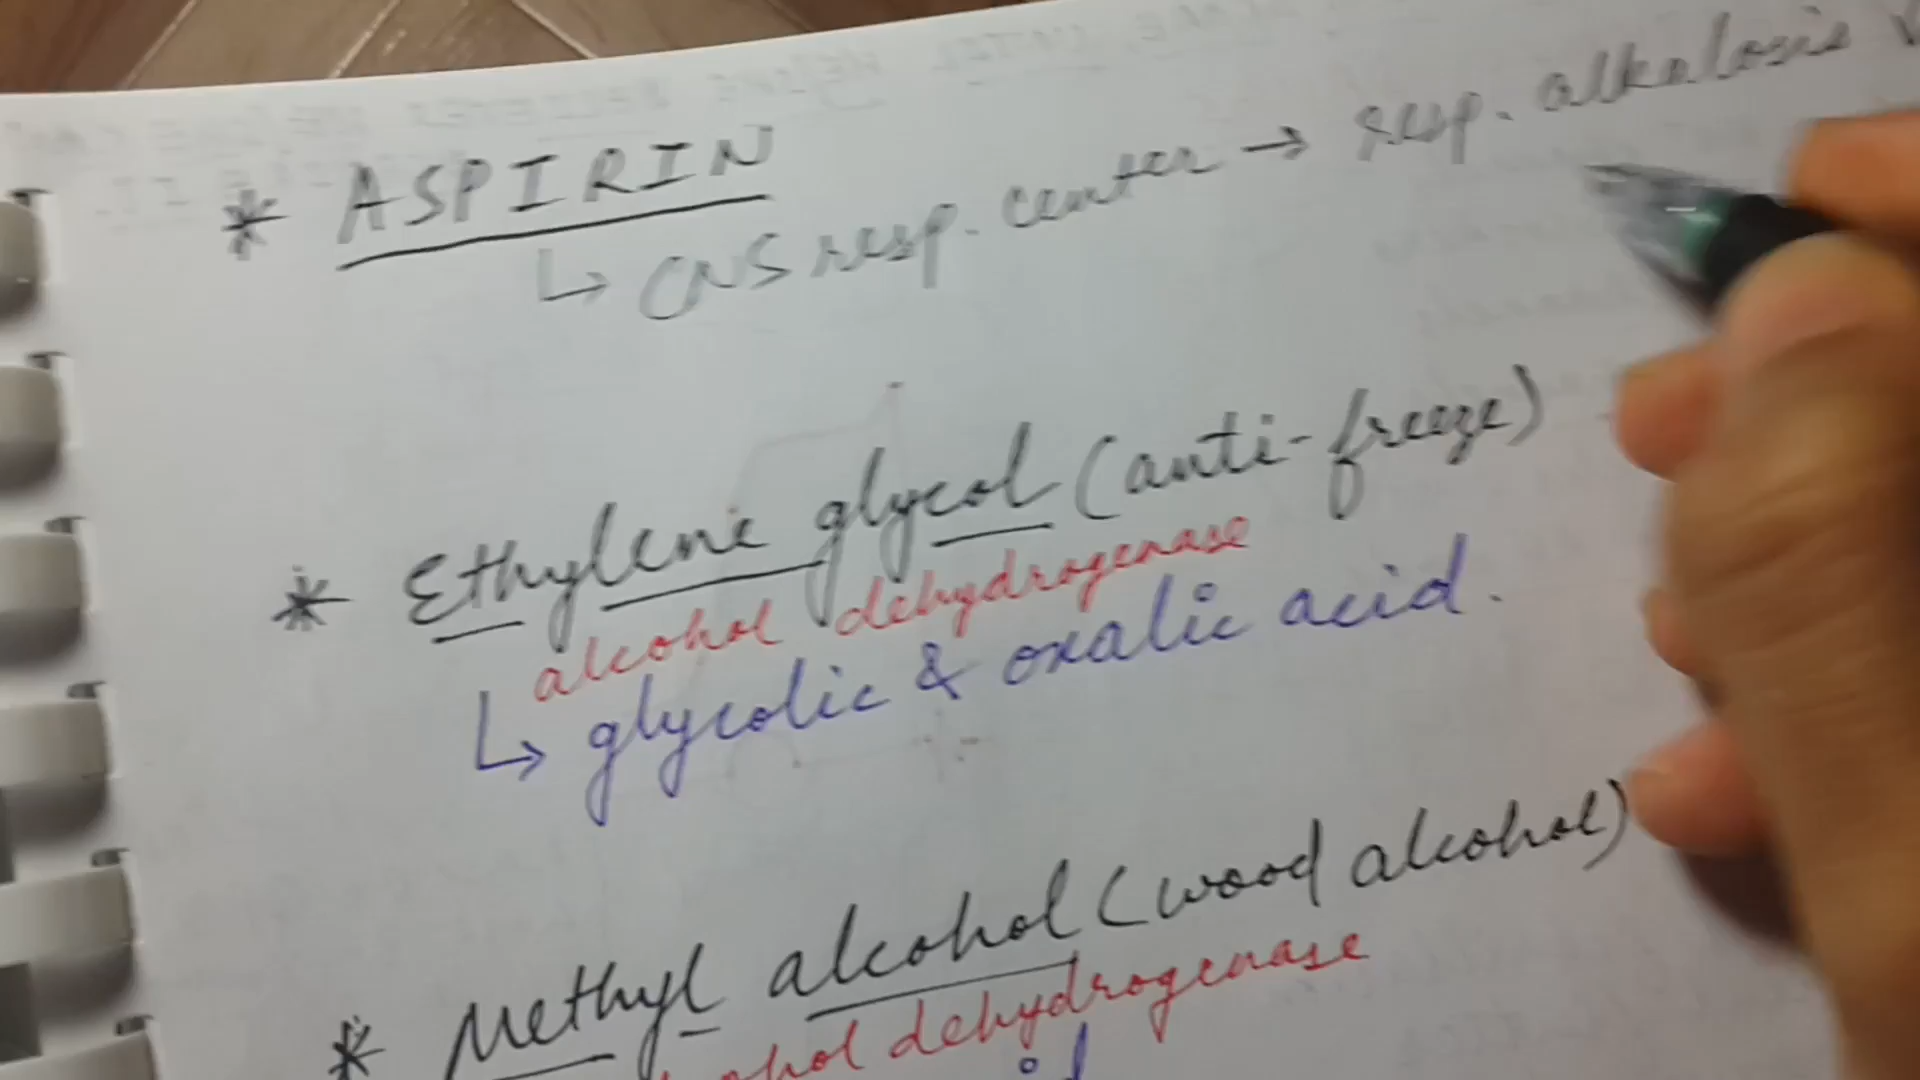 * ASPIRIN
↳ CNS resp. center → resp. alkalosis
* Ethylene glycol (anti-freeze)
alcohol dehydrogenase
↳ glycolic & oxalic acid.
* Methyl alcohol (wood alcohol)
dehydrogenase